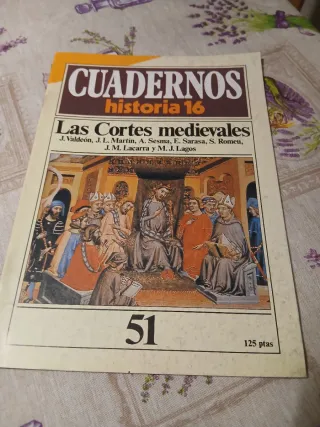 CUADERNOS
historia 16
Las Cortes medievales
J. Valdeón, J. L. Martín, A. Sesma, E. Sarasa, S. Romeu,
J. M. Lacarra y M. J. Lagos
51
125 ptas